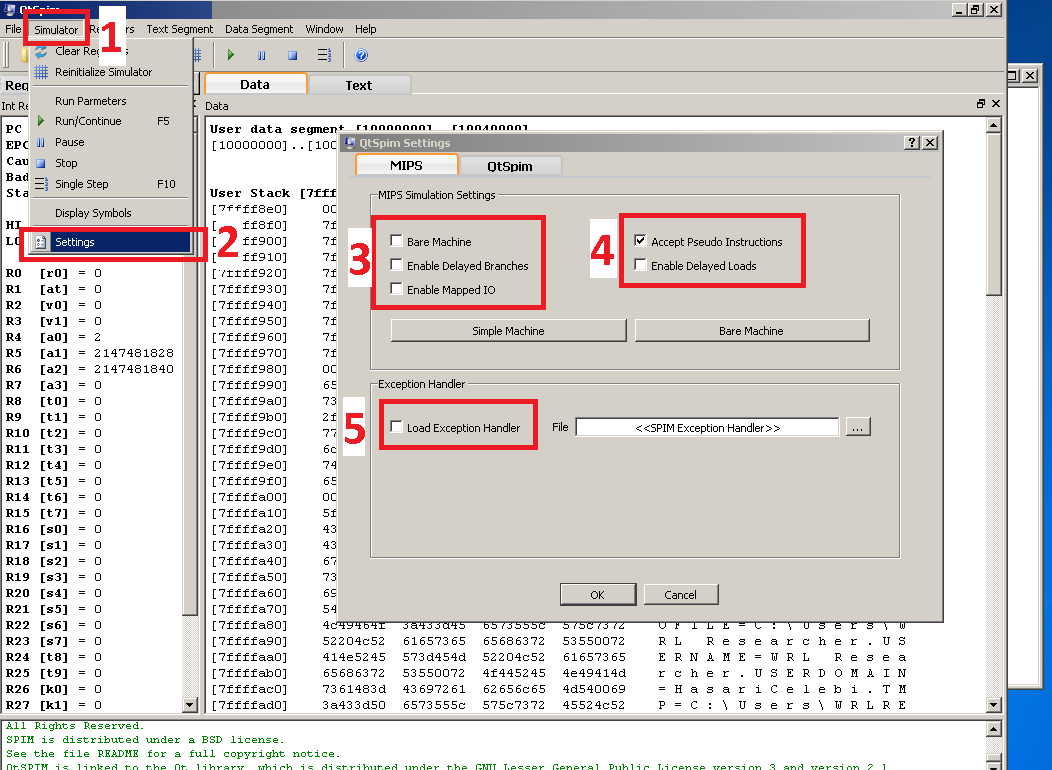 QtSpim
File Simulator Registers Text Segment Data Segment Window Help
1
Clear Reg s
Reinitialize Simulator
Run Parmeters
Run/Continue F5
Pause
Stop
Single Step F10
Display Symbols
Settings
2
Data Text
Int Re Data
PC
EPC
Cau
Bad
Sta
HI
LO
R0 [r0] = 0
R1 [at] = 0
R2 [v0] = 0
R3 [v1] = 0
R4 [a0] = 2
R5 [a1] = 2147481828
R6 [a2] = 2147481840
R7 [a3] = 0
R8 [t0] = 0
R9 [t1] = 0
R10 [t2] = 0
R11 [t3] = 0
R12 [t4] = 0
R13 [t5] = 0
R14 [t6] = 0
R15 [t7] = 0
R16 [s0] = 0
R17 [s1] = 0
R18 [s2] = 0
R19 [s3] = 0
R20 [s4] = 0
R21 [s5] = 0
R22 [s6] = 0
R23 [s7] = 0
R24 [t8] = 0
R25 [t9] = 0
R26 [k0] = 0
R27 [k1] = 0
User data segment [10000000]..[10040000]
[10000000]..[100
User Stack [7fff
[7ffff8e0] 00
ff8f0] 7f
ff900] 7f
ff910] 7f
[7ffff920] 7f
[7ffff930] 7f
[7ffff940] 7f
[7ffff950] 7f
[7ffff960] 7f
[7ffff970] 7f
[7ffff980] 00
[7ffff990] 65
[7ffff9a0] 73
[7ffff9b0] 2f
[7ffff9c0] 77
[7ffff9d0] 6c
[7ffff9e0] 74
[7ffff9f0] 65
[7ffffa00] 00
[7ffffa10] 5f
[7ffffa20] 43
[7ffffa30] 43
[7ffffa40] 67
[7ffffa50] 73
[7ffffa60] 69
[7ffffa70] 54
[7ffffa80] 4c49464f 3a433d45 6573555c 575c7372 O F I L E = C : \ U s e r s \ W
[7ffffa90] 52204c52 61657365 65686372 53550072 R L R e s e a r c h e r . U S
[7ffffaa0] 414e5245 573d454d 52204c52 61657365 E R N A M E = W R L R e s e a
[7ffffab0] 65686372 53550072 4f445245 4e49414d r c h e r . U S E R D O M A I N
[7ffffac0] 7361483d 43697261 62656c65 4d540069 = H a s a r i C e l e b i . T M
[7ffffad0] 3a433d50 6573555c 575c7372 45524c52 P = C : \ U s e r s \ W R L R E
QtSpim Settings
MIPS QtSpim
MIPS Simulation Settings
3
Bare Machine
Enable Delayed Branches
Enable Mapped IO
4
Accept Pseudo Instructions
Enable Delayed Loads
Simple Machine Bare Machine
Exception Handler
5
Load Exception Handler File <<SPIM Exception Handler>> ...
OK Cancel
All Rights Reserved.
SPIM is distributed under a BSD license.
See the file README for a full copyright notice.
QtSPIM is linked to the Qt library, which is distributed under the GNU Lesser General Public License version 3 and version 2.1.